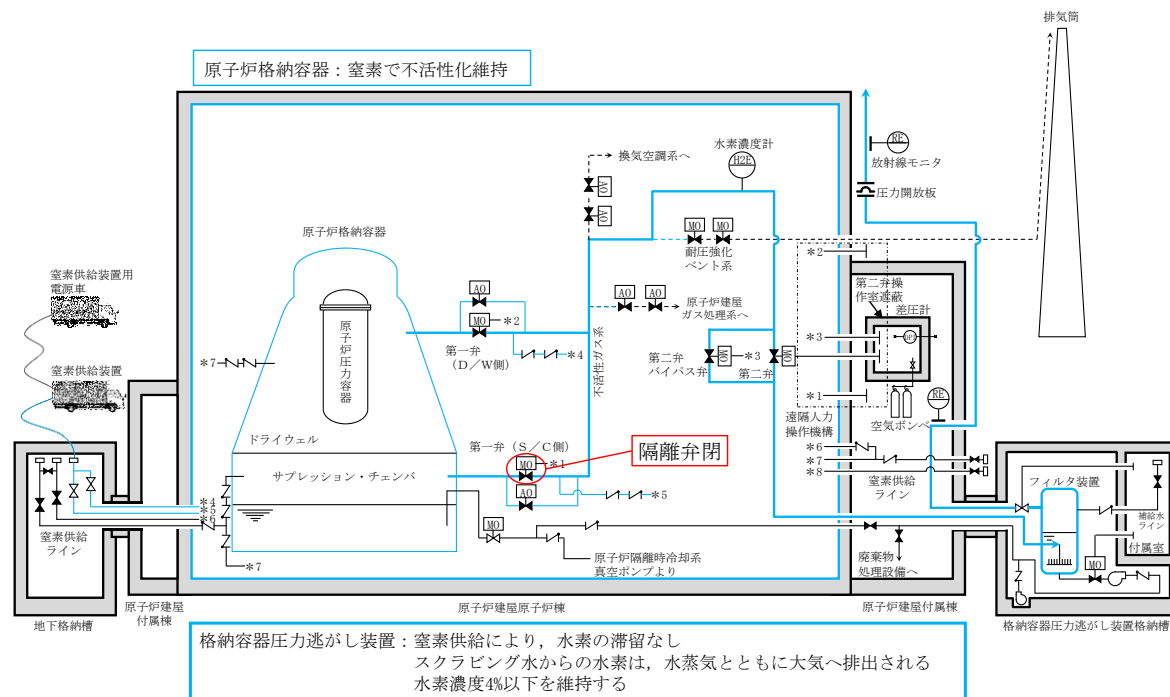 排気筒
原子炉格納容器：窒素で不活性化維持
水素濃度計
H2E
RE
放射線モニタ
換気空調系へ
AO
AO
圧力開放板
原子炉格納容器
MO
MO
耐圧強化
ベント系
＊2
窒素供給装置用
電源車
第二弁操
作室遮蔽
差圧計
AO
MO
＊2
AO
AO
原子炉建屋
ガス処理系へ
原子炉圧力容器
＊3
第一弁
（D／W側）
＊4
不活性ガス系
MO
＊3
MO
第二弁
バイパス弁
第二弁
＊7
窒素供給装置
＊1
RE
遠隔人力
操作機構
空気ボンベ
ドライウェル
第一弁（S／C側）
隔離弁閉
＊6
＊7
＊8
MO
＊1
サプレッション・チェンバ
窒素供給
ライン
フィルタ装置
AO
＊5
＊4
＊5
＊6
補給水
ライン
MO
窒素供給
ライン
付属室
原子炉隔離時冷却系
真空ポンプより
廃棄物
処理設備へ
MO
＊7
地下格納槽
原子炉建屋
付属棟
原子炉建屋原子炉棟
原子炉建屋付属棟
格納容器圧力逃がし装置格納槽
格納容器圧力逃がし装置：窒素供給により，水素の滞留なし
スクラビング水からの水素は，水蒸気とともに大気へ排出される
水素濃度4%以下を維持する